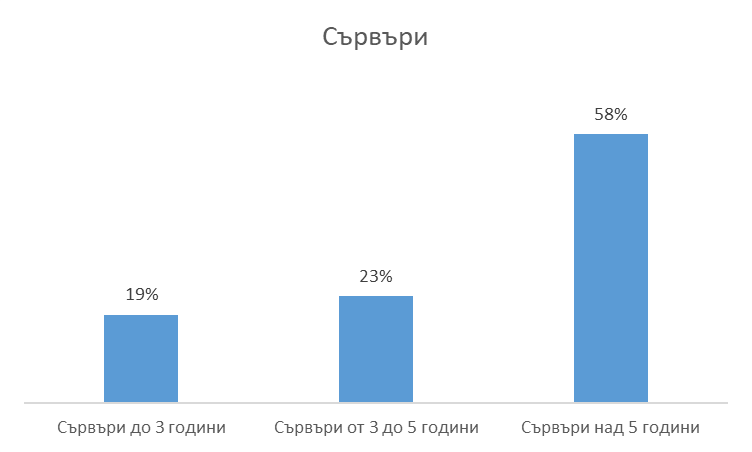 Сървъри
58%
23%
19%
Сървъри до 3 години
Сървъри от 3 до 5 години
Сървъри над 5 години